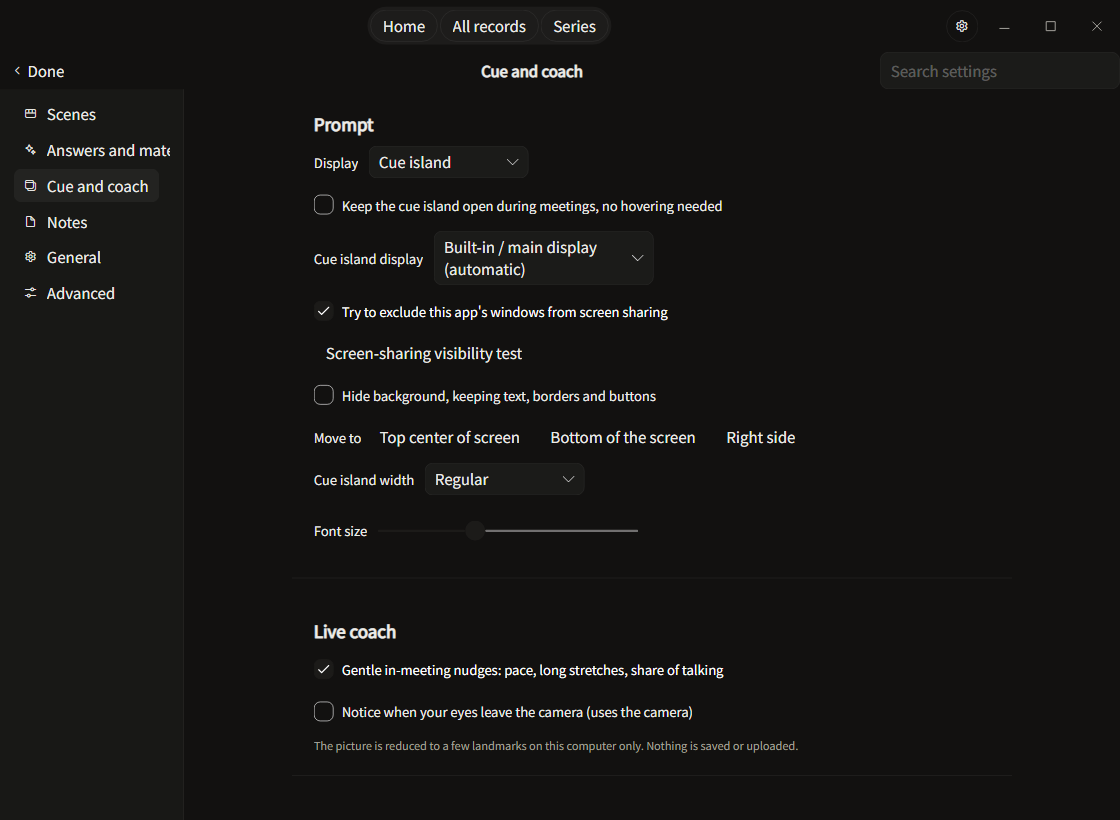 Home
All records
Series
Done
Cue and coach
Search settings
Scenes
Answers and mate
Cue and coach
Notes
General
Advanced
Prompt
Display
Cue island
Keep the cue island open during meetings, no hovering needed
Cue island display
Built-in / main display
(automatic)
Try to exclude this app's windows from screen sharing
Screen-sharing visibility test
Hide background, keeping text, borders and buttons
Move to
Top center of screen
Bottom of the screen
Right side
Cue island width
Regular
Font size
Live coach
Gentle in-meeting nudges: pace, long stretches, share of talking
Notice when your eyes leave the camera (uses the camera)
The picture is reduced to a few landmarks on this computer only. Nothing is saved or uploaded.